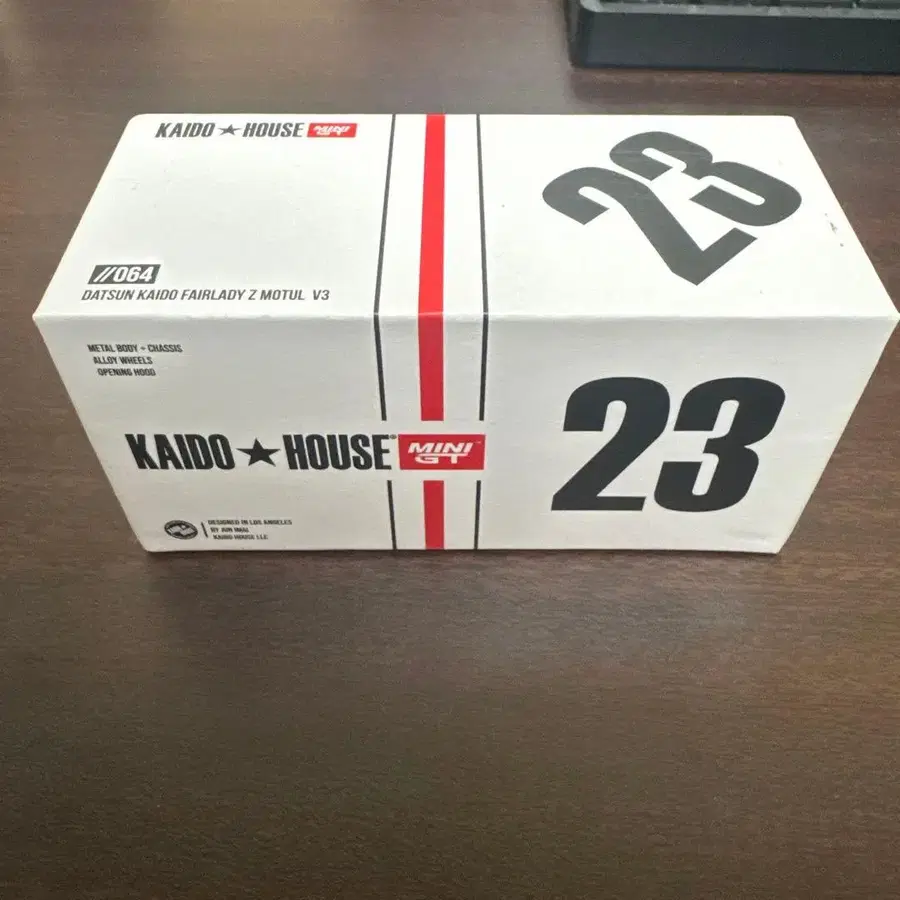 KAIDO★HOUSE MINI GT
23
//064
DATSUN KAIDO FAIRLADY Z MOTUL V3
METAL BODY + CHASSIS
ALLOY WHEELS
OPENING HOOD
KAIDO★HOUSE® MINI GT™
23
DESIGNED IN LOS ANGELES
BY JUN IMAI
KAIDO HOUSE LLC